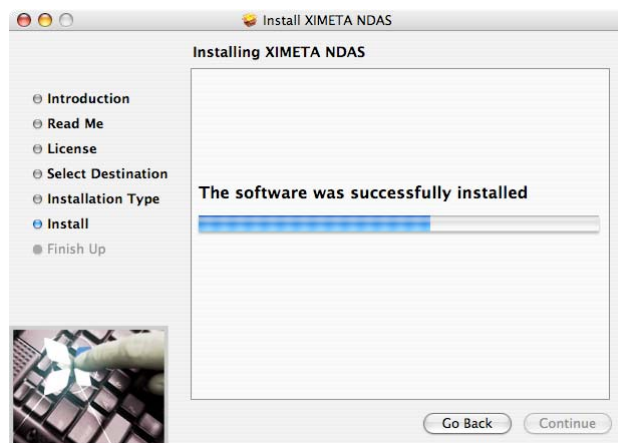 Install XIMETA NDAS
Installing XIMETA NDAS
Introduction
Read Me
License
Select Destination
Installation Type
Install
Finish Up
The software was successfully installed
Go Back
Continue